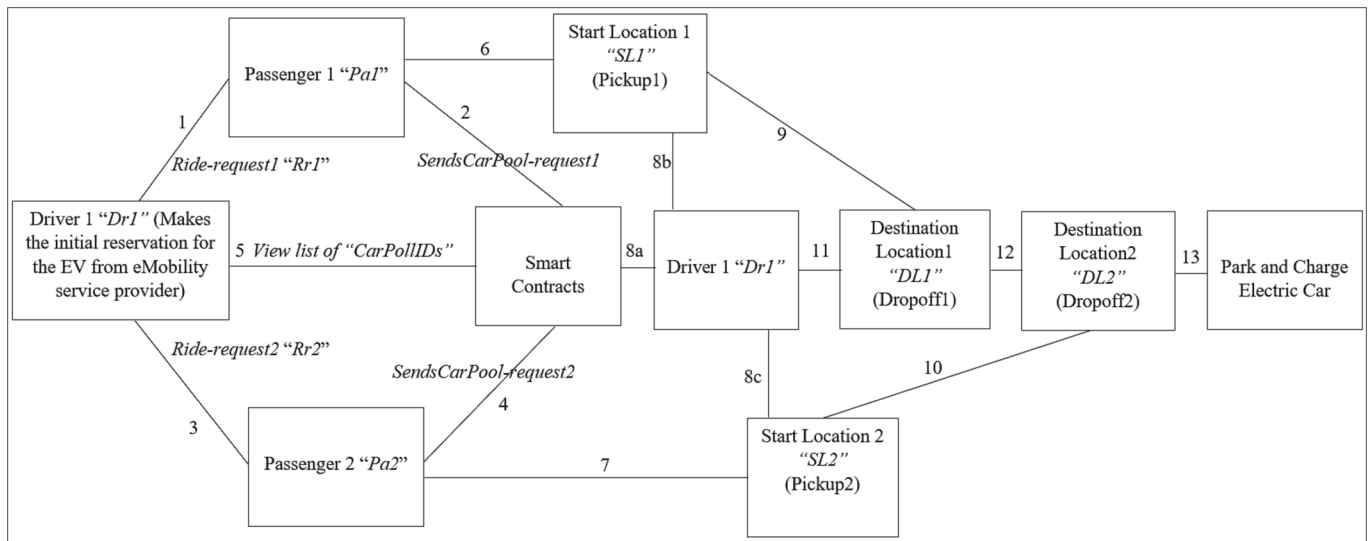 Passenger 1 “Pa1”
6
Start Location 1
“SL1”
(Pickup1)
1
2
9
Ride-request1 “Rr1”
SendsCarPool-request1
8b
Driver 1 “Dr1” (Makes
the initial reservation for
the EV from eMobility
service provider)
5 View list of “CarPollIDs”
Smart
Contracts
8a
Driver 1 “Dr1”
11
Destination
Location1
“DL1”
(Dropoff1)
12
Destination
Location2
“DL2”
(Dropoff2)
13
Park and Charge
Electric Car
Ride-request2 “Rr2”
SendsCarPool-request2
8c
10
3
4
Passenger 2 “Pa2”
7
Start Location 2
“SL2”
(Pickup2)